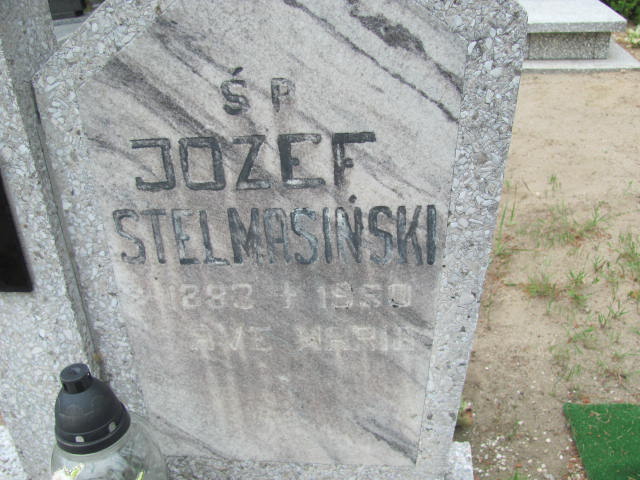 Ś P
JOZEF
STELMASIŃSKI
AVE MARIA